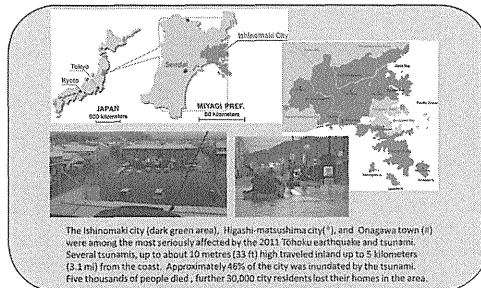 Ishinomaki City
Tokyo
Kyoto
Sendai
JAPAN
500 kilometers
MIYAGI PREF.
50 kilometers
The Ishinomaki city (dark green area), Higashi-matsushima city(*), and Onagawa town (#)
were among the most seriously affected by the 2011 Tōhoku earthquake and tsunami.
Several tsunamis, up to about 10 metres (33 ft) high traveled inland up to 5 kilometers
(3.1 mi) from the coast. Approximately 46% of the city was inundated by the tsunami.
Five thousands of people died , further 30,000 city residents lost their homes in the area.